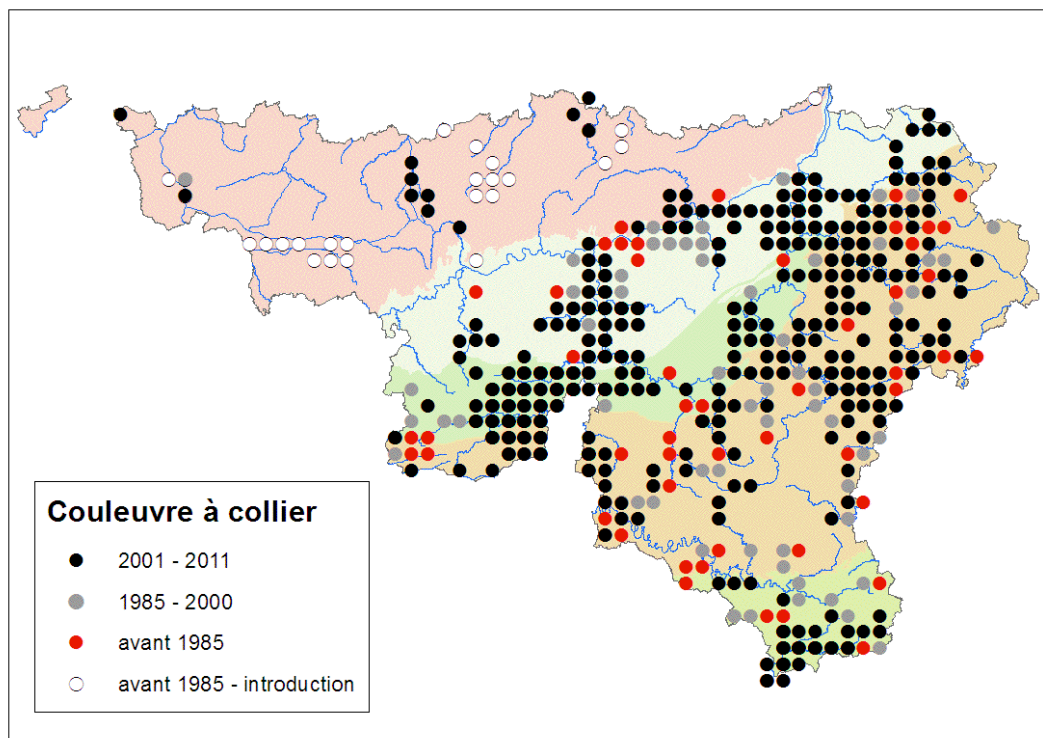 Couleuvre à collier
2001 - 2011
1985 - 2000
avant 1985
avant 1985 - introduction